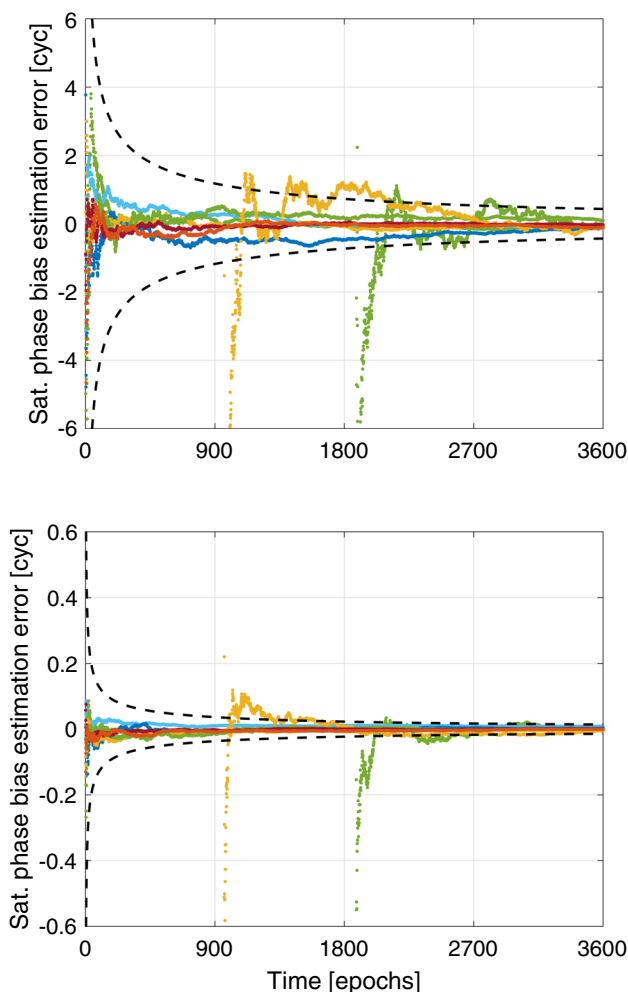 Sat. phase bias estimation error [cyc]
6
4
2
0
-2
-4
-6
0 900 1800 2700 3600
Sat. phase bias estimation error [cyc]
0.6
0.4
0.2
0
-0.2
-0.4
-0.6
0 900 1800 2700 3600
Time [epochs]